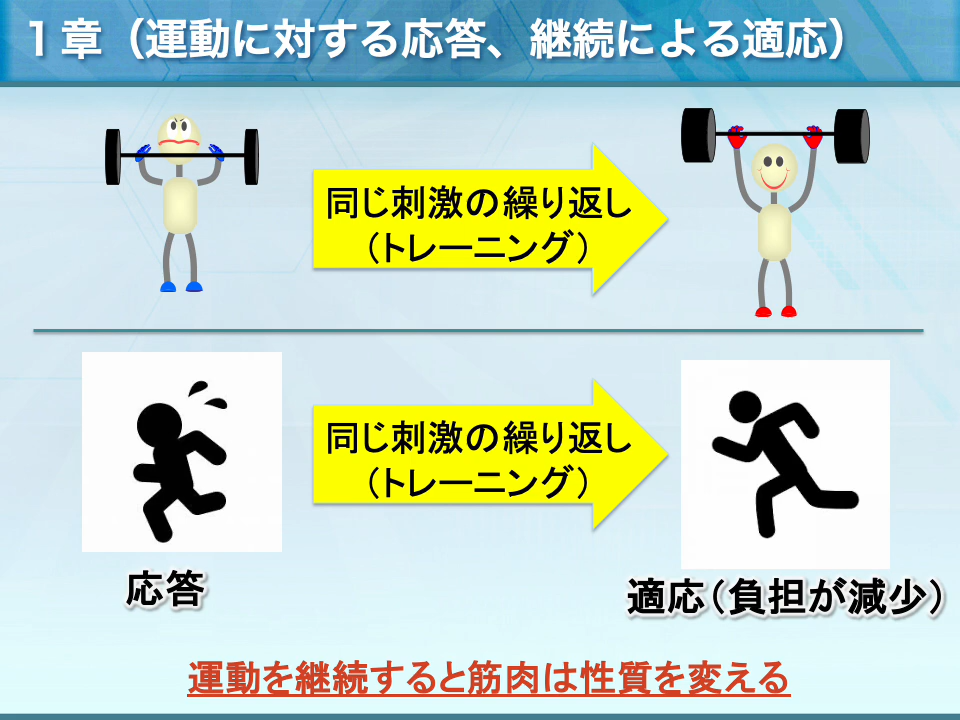 1章（運動に対する応答、継続による適応）
同じ刺激の繰り返し
（トレーニング）
同じ刺激の繰り返し
（トレーニング）
応答
適応（負担が減少）
運動を継続すると筋肉は性質を変える